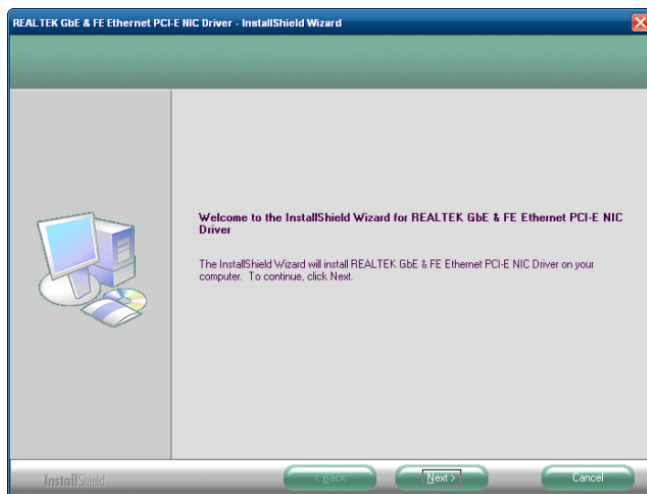 REALTEK GbE & FE Ethernet PCI-E NIC Driver - InstallShield Wizard
Welcome to the InstallShield Wizard for REALTEK GbE & FE Ethernet PCI-E NIC
Driver
The InstallShield Wizard will install REALTEK GbE & FE Ethernet PCI-E NIC Driver on your
computer. To continue, click Next.
InstallShield
< Back
Next >
Cancel